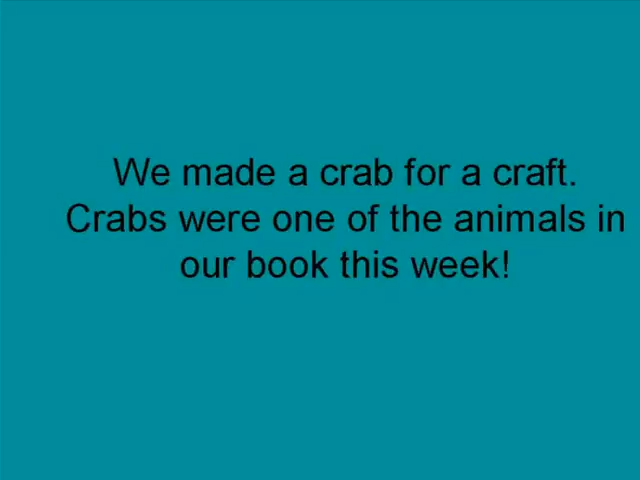 We made a crab for a craft.
Crabs were one of the animals in
our book this week!